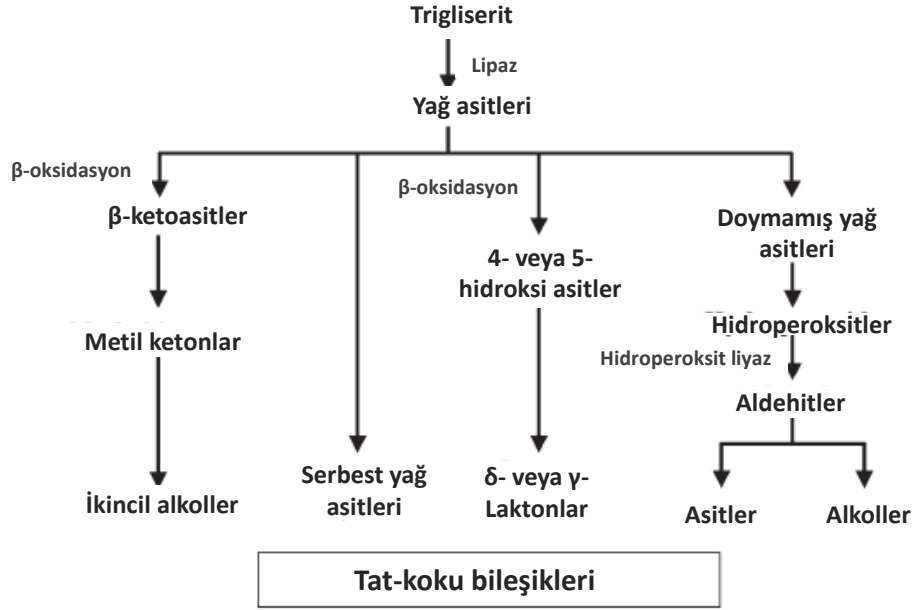 Trigliserit
Lipaz
Yağ asitleri
β-oksidasyon
β-oksidasyon
β-ketoasitler
Doymamış yağ
asitleri
4- veya 5-
hidroksi asitler
Metil ketonlar
Hidroperoksitler
Hidroperoksit liyaz
Aldehitler
İkincil alkoller
Serbest yağ
asitleri
δ- veya γ-
Laktonlar
Asitler
Alkoller
Tat-koku bileşikleri